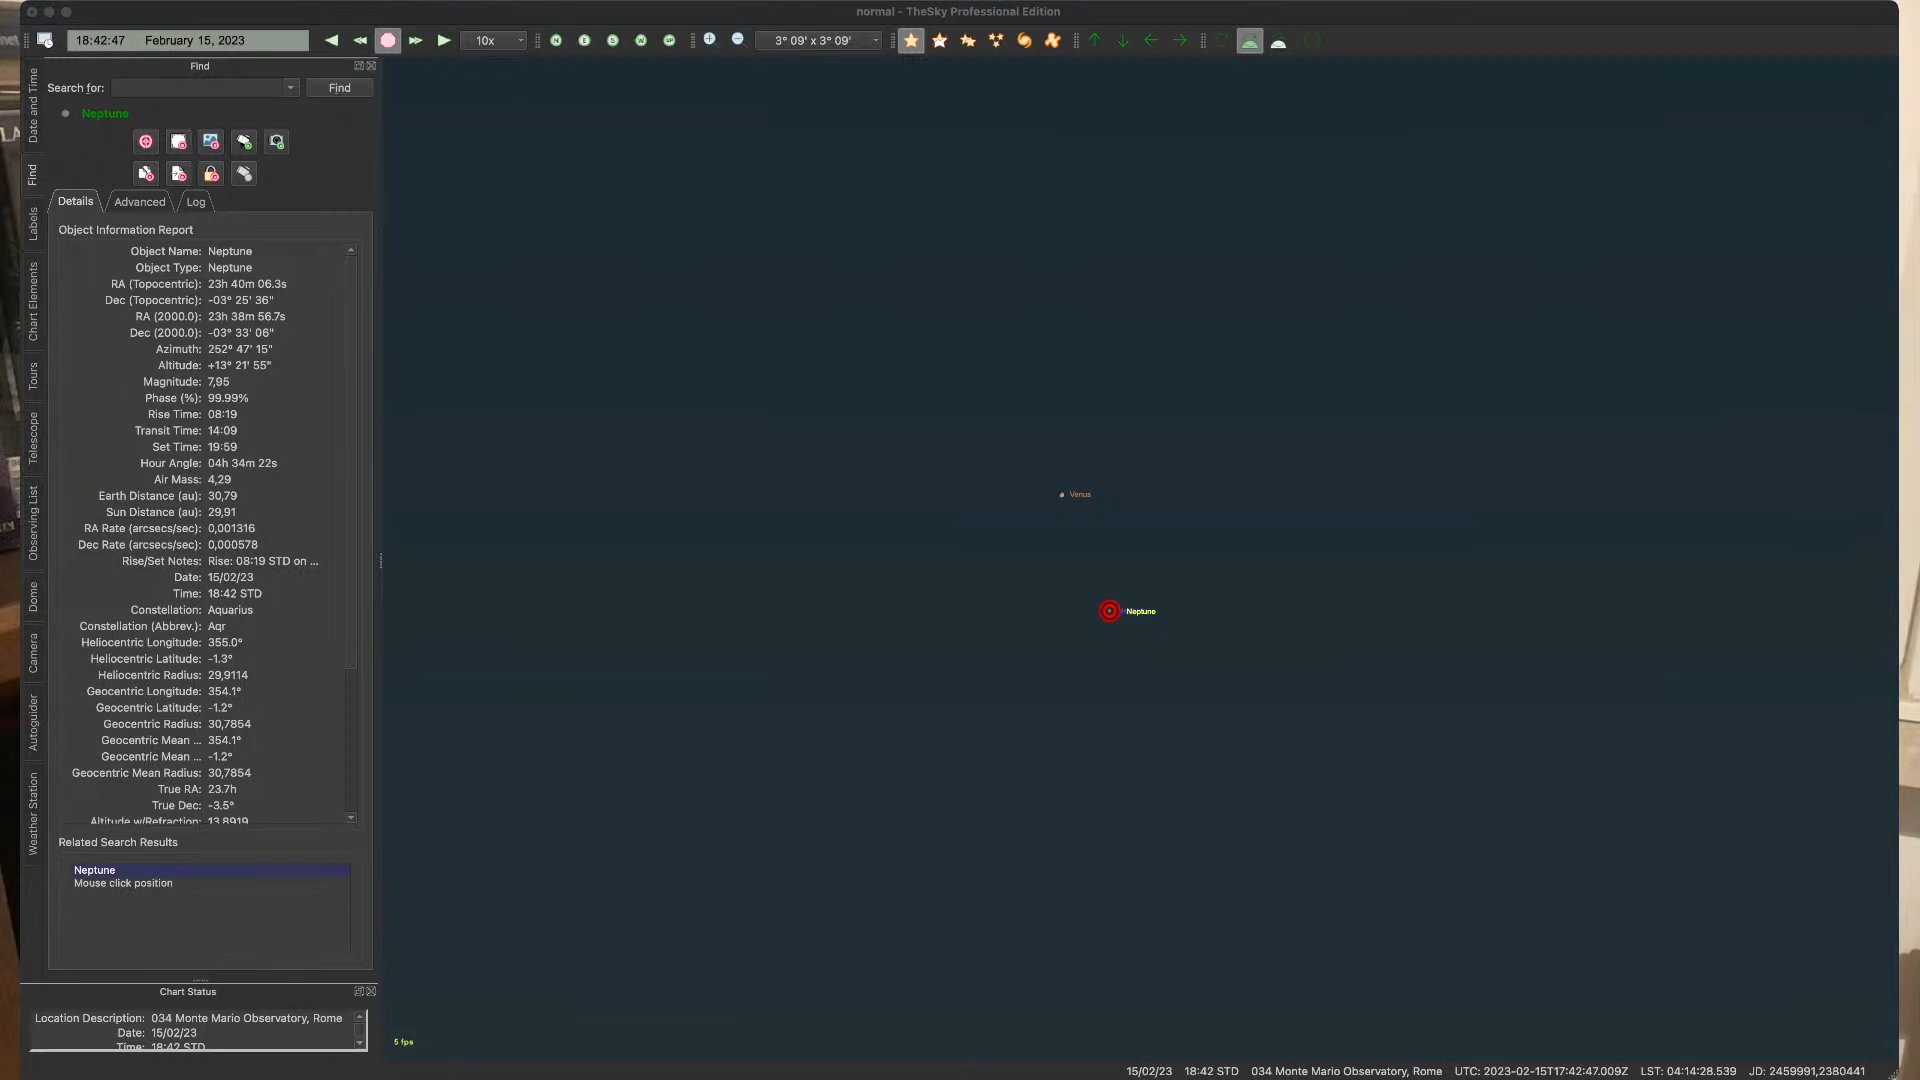 normal - TheSky Professional Edition
18:42:47 February 15, 2023
10x
N
E
S
W
UP
3° 09' x 3° 09'
Find
Search for:
Find
Neptune
Details
Advanced
Log
Object Information Report
Object Name: Neptune
Object Type: Neptune
RA (Topocentric): 23h 40m 06.3s
Dec (Topocentric): -03° 25' 36"
RA (2000.0): 23h 38m 56.7s
Dec (2000.0): -03° 33' 06"
Azimuth: 252° 47' 15"
Altitude: +13° 21' 55"
Magnitude: 7,95
Phase (%): 99.99%
Rise Time: 08:19
Transit Time: 14:09
Set Time: 19:59
Hour Angle: 04h 34m 22s
Air Mass: 4,29
Earth Distance (au): 30,79
Sun Distance (au): 29,91
RA Rate (arcsecs/sec): 0,001316
Dec Rate (arcsecs/sec): 0,000578
Rise/Set Notes: Rise: 08:19 STD on ...
Date: 15/02/23
Time: 18:42 STD
Constellation: Aquarius
Constellation (Abbrev.): Aqr
Heliocentric Longitude: 355.0°
Heliocentric Latitude: -1.3°
Heliocentric Radius: 29,9114
Geocentric Longitude: 354.1°
Geocentric Latitude: -1.2°
Geocentric Radius: 30,7854
Geocentric Mean ... 354.1°
Geocentric Mean ... -1.2°
Geocentric Mean Radius: 30,7854
True RA: 23.7h
True Dec: -3.5°
Altitude w/Refraction: 13,8919
Related Search Results
Neptune
Mouse click position
Chart Status
Location Description: 034 Monte Mario Observatory, Rome
Date: 15/02/23
Time: 18:42 STD
Date and Time
Find
Labels
Chart Elements
Tours
Telescope
Observing List
Dome
Camera
Autoguider
Weather Station
Venus
Neptune
5 fps
15/02/23 18:42 STD 034 Monte Mario Observatory, Rome UTC: 2023-02-15T17:42:47.009Z LST: 04:14:28.539 JD: 2459991,2380441